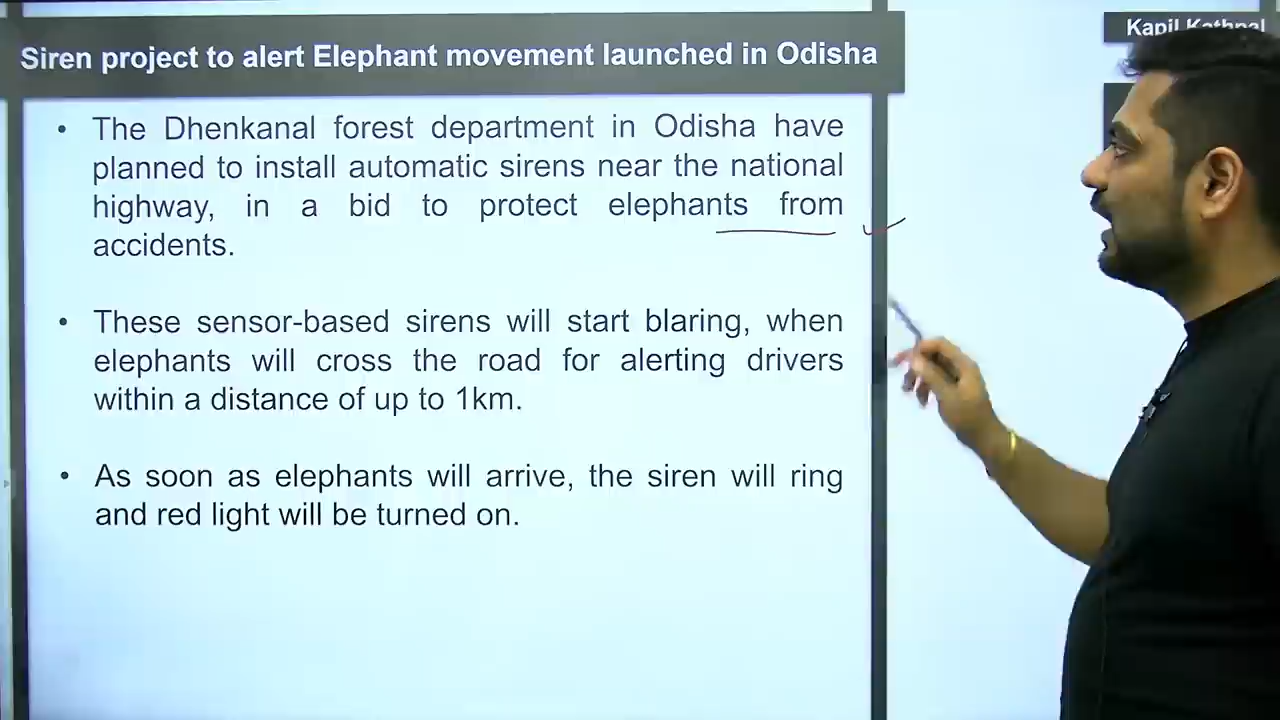 Siren project to alert Elephant movement launched in Odisha
Kapil Kathpal
• The Dhenkanal forest department in Odisha have
planned to install automatic sirens near the national
highway, in a bid to protect elephants from
accidents.
• These sensor-based sirens will start blaring, when
elephants will cross the road for alerting drivers
within a distance of up to 1km.
• As soon as elephants will arrive, the siren will ring
and red light will be turned on.